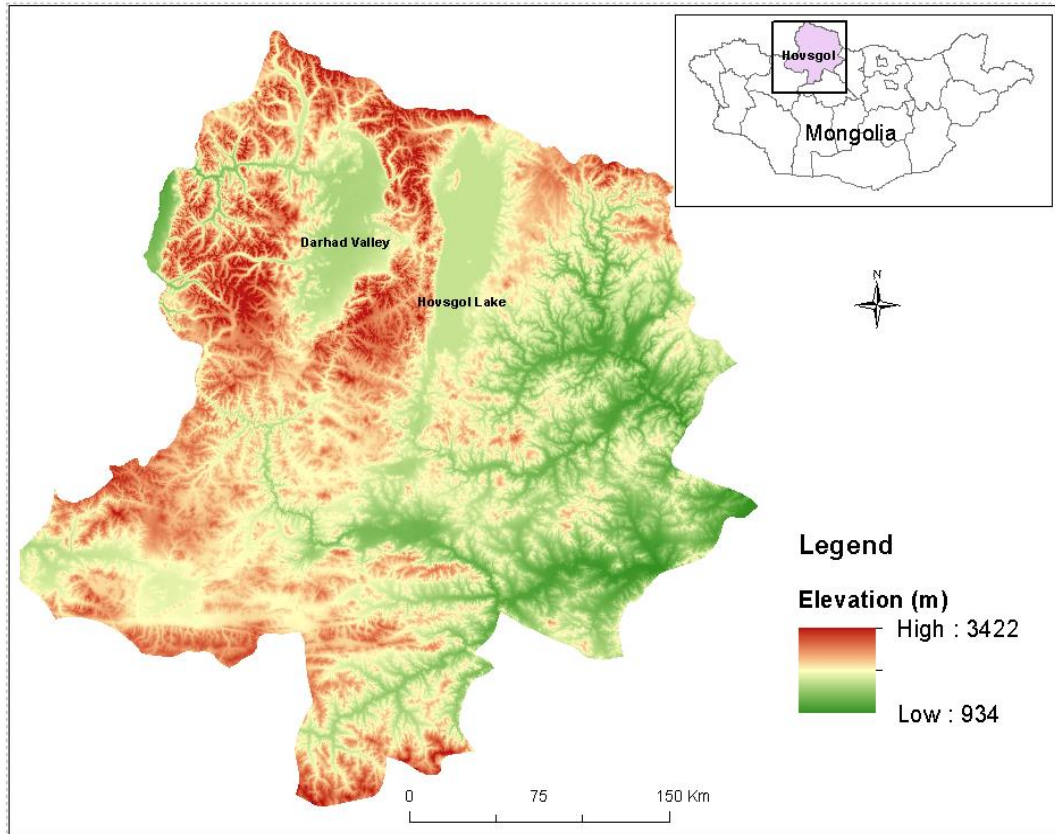 Hovsgol
Mongolia
Darhad Valley
Hovsgol Lake
N
Legend
Elevation (m)
High : 3422
Low : 934
0 75 150 Km